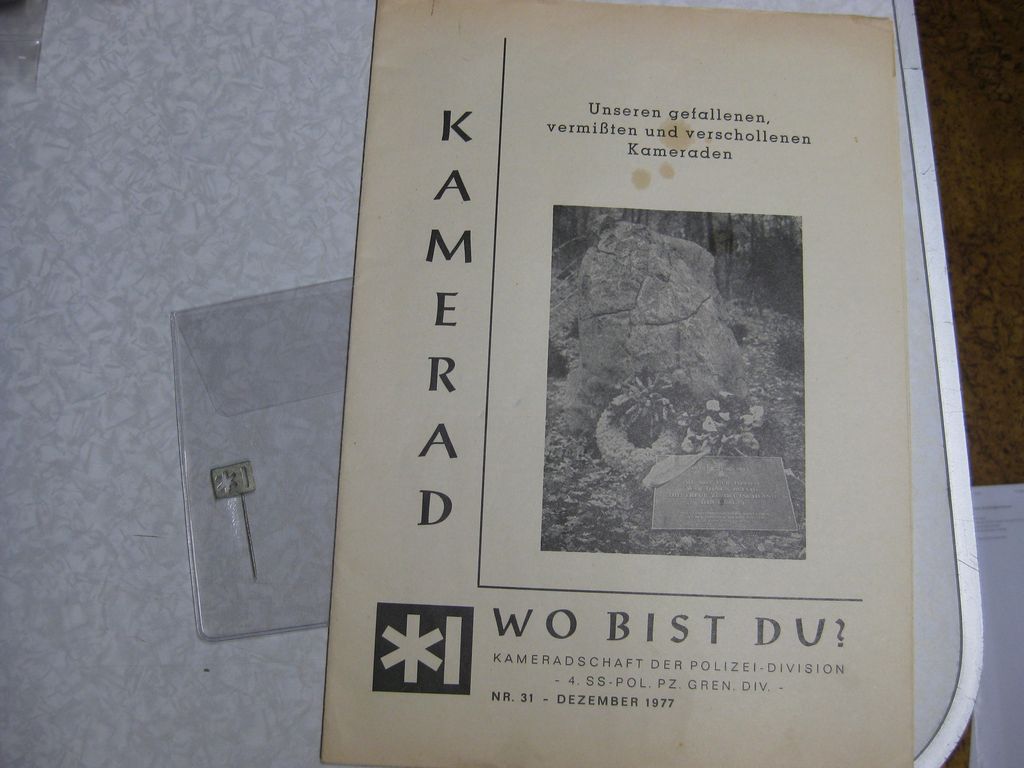 KAMERAD
Unseren gefallenen,
vermißten und verschollenen
Kameraden
WO BIST DU?
KAMERADSCHAFT DER POLIZEI-DIVISION
- 4. SS-POL. PZ. GREN. DIV. -
NR. 31 - DEZEMBER 1977